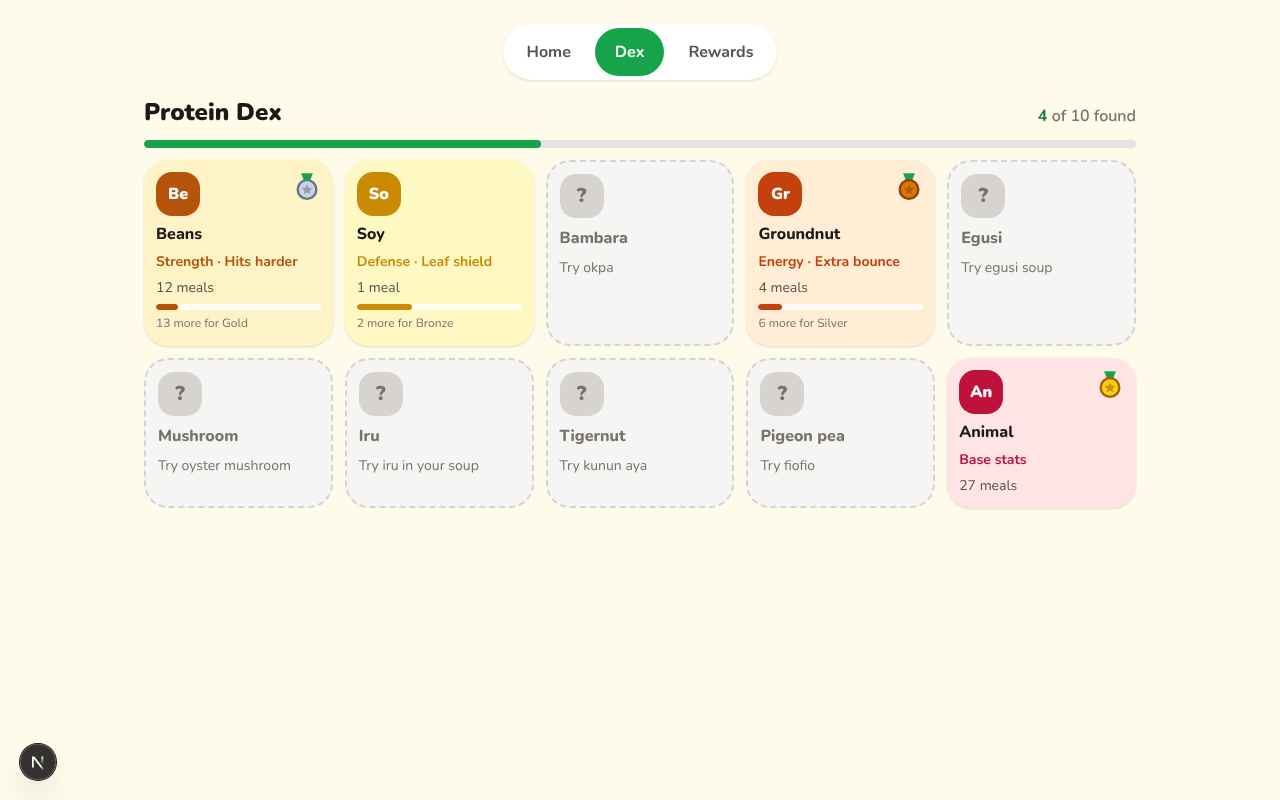 Home
Dex
Rewards
Protein Dex
4 of 10 found
Be
Beans
Strength · Hits harder
12 meals
13 more for Gold
So
Soy
Defense · Leaf shield
1 meal
2 more for Bronze
?
Bambara
Try okpa
Gr
Groundnut
Energy · Extra bounce
4 meals
6 more for Silver
?
Egusi
Try egusi soup
?
Mushroom
Try oyster mushroom
?
Iru
Try iru in your soup
?
Tigernut
Try kunun aya
?
Pigeon pea
Try fiofio
An
Animal
Base stats
27 meals
N